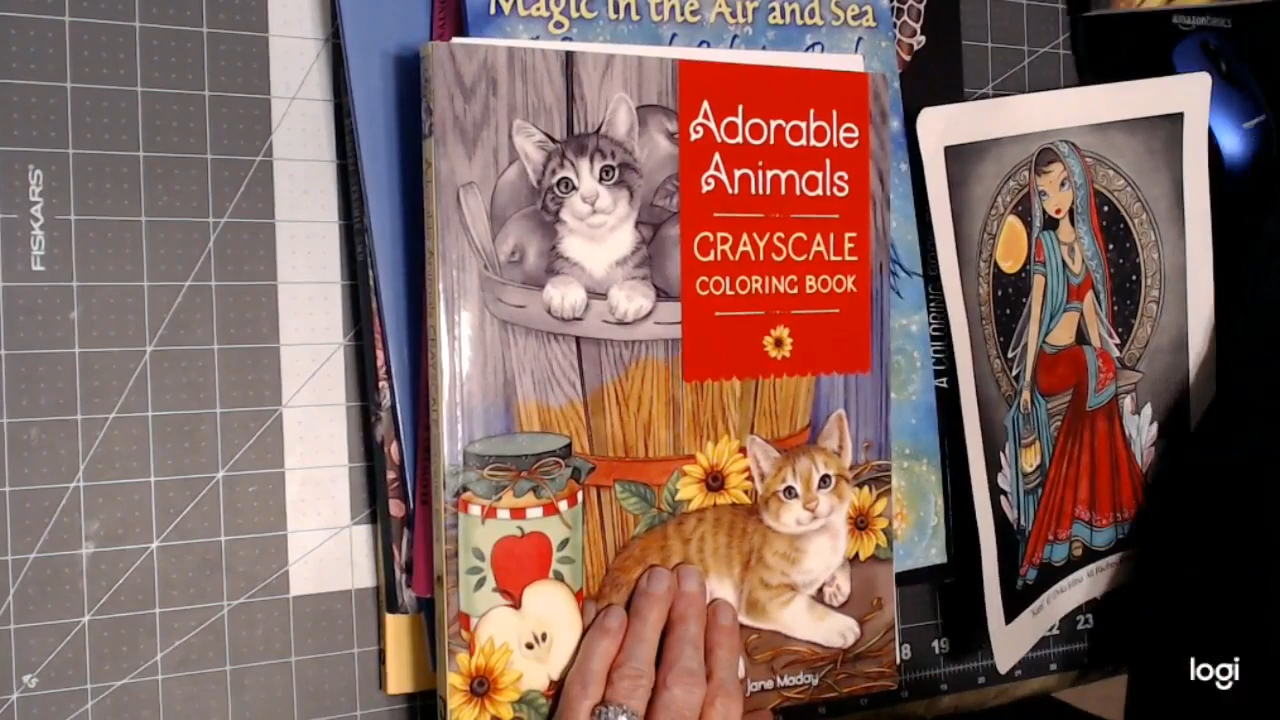 Magic in the Air and Sea
Adorable
Animals
GRAYSCALE
COLORING BOOK
Jane Maday
FISKARS
amazonbasics
A COLORING
18
19
22
23
logi